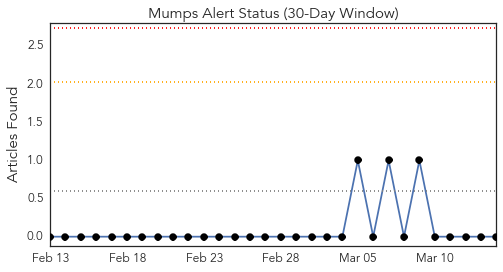 Mumps Alert Status (30-Day Window)
Articles Found
2.5
2.0
1.5
1.0
0.5
0.0
Feb 13 Feb 18 Feb 23 Feb 28 Mar 05 Mar 10